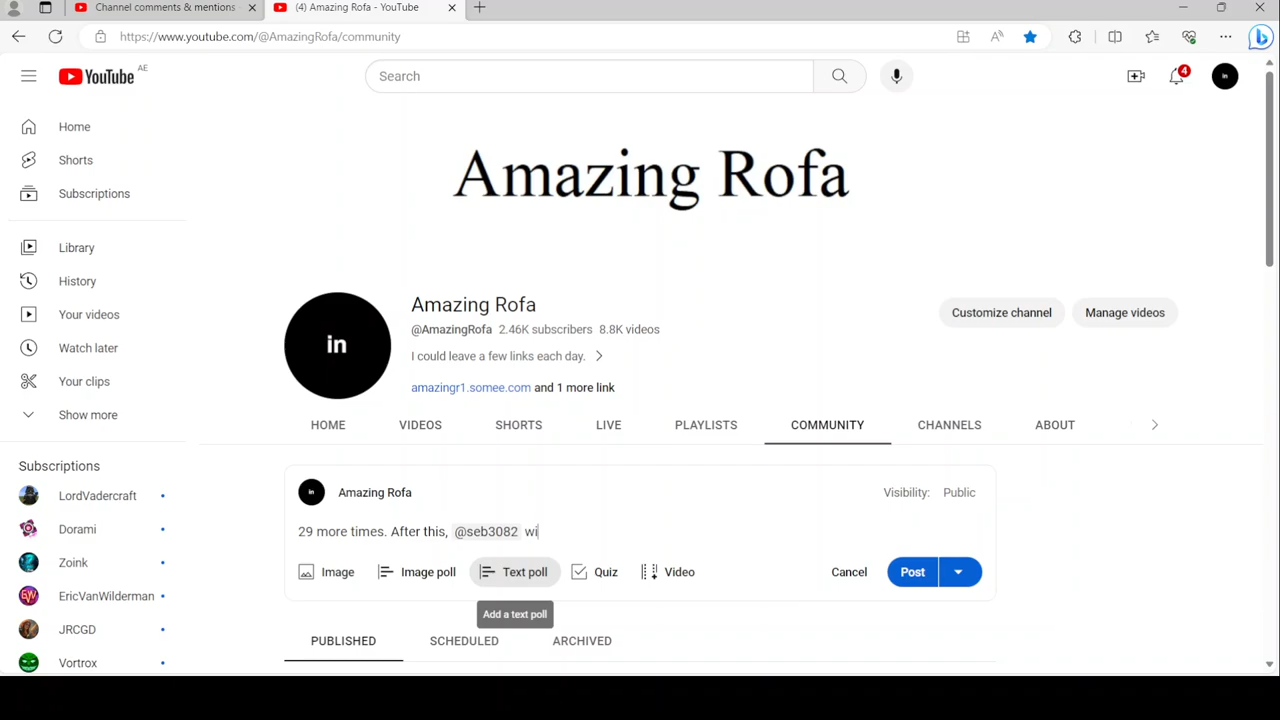 Channel comments & mentions
(4) Amazing Rofa - YouTube
https://www.youtube.com/@AmazingRofa/community
YouTube AE
Search
4
in
Home
Shorts
Subscriptions
Library
History
Your videos
Watch later
Your clips
Show more
Subscriptions
LordVadercraft
Dorami
Zoink
EricVanWilderman
JRCGD
Vortrox
Amazing Rofa
in
Amazing Rofa
@AmazingRofa 2.46K subscribers 8.8K videos
I could leave a few links each day.
amazingr1.somee.com and 1 more link
Customize channel
Manage videos
HOME VIDEOS SHORTS LIVE PLAYLISTS COMMUNITY CHANNELS ABOUT
in
Amazing Rofa
Visibility: Public
29 more times. After this, @seb3082 wi
Image Image poll Text poll Quiz Video Cancel Post
Add a text poll
PUBLISHED SCHEDULED ARCHIVED